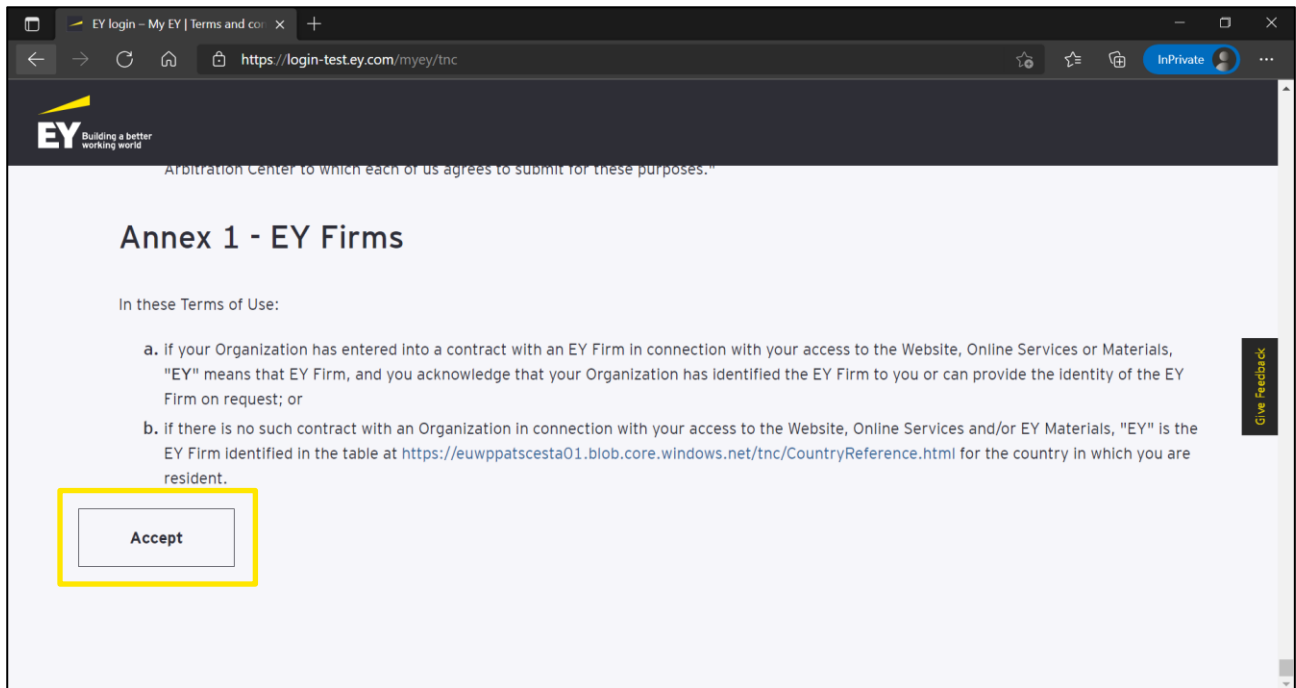 EY login – My EY | Terms and con
https://login-test.ey.com/myey/tnc
InPrivate
EY
Building a better
working world
Arbitration Center to which each of us agrees to submit for these purposes."
Annex 1 - EY Firms
In these Terms of Use:
a. if your Organization has entered into a contract with an EY Firm in connection with your access to the Website, Online Services or Materials,
"EY" means that EY Firm, and you acknowledge that your Organization has identified the EY Firm to you or can provide the identity of the EY
Firm on request; or
b. if there is no such contract with an Organization in connection with your access to the Website, Online Services and/or EY Materials, "EY" is the
EY Firm identified in the table at https://euwppatscesta01.blob.core.windows.net/tnc/CountryReference.html for the country in which you are
resident.
Give Feedback
Accept